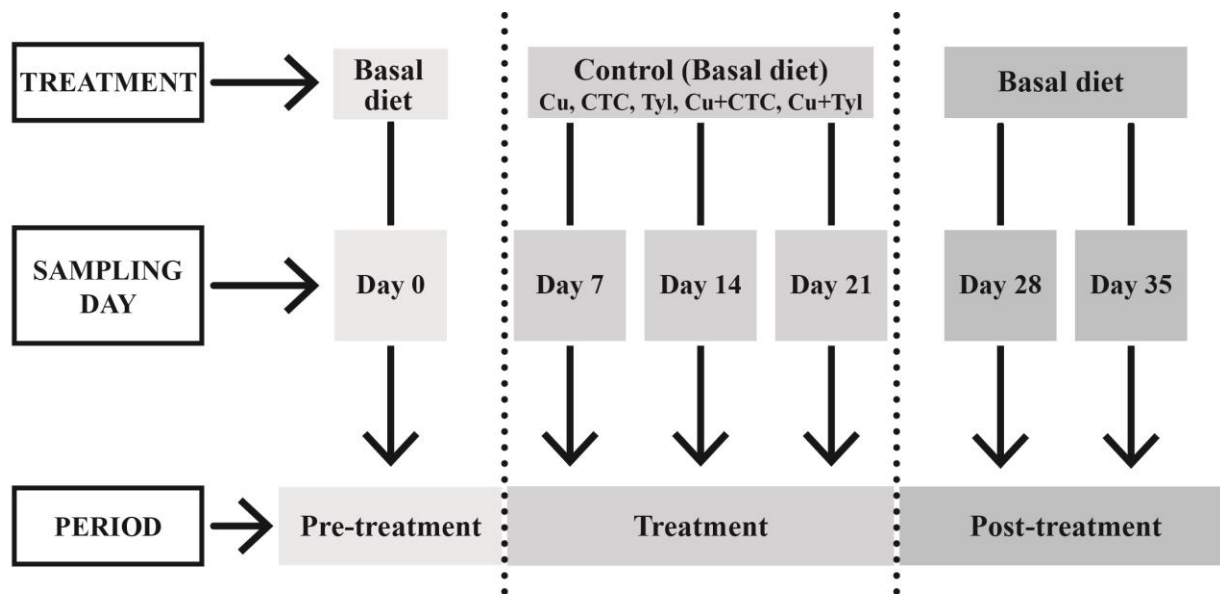 TREATMENT
Basal
diet
Control (Basal diet)
Cu, CTC, Tyl, Cu+CTC, Cu+Tyl
Basal diet
SAMPLING
DAY
Day 0
Day 7
Day 14
Day 21
Day 28
Day 35
PERIOD
Pre-treatment
Treatment
Post-treatment